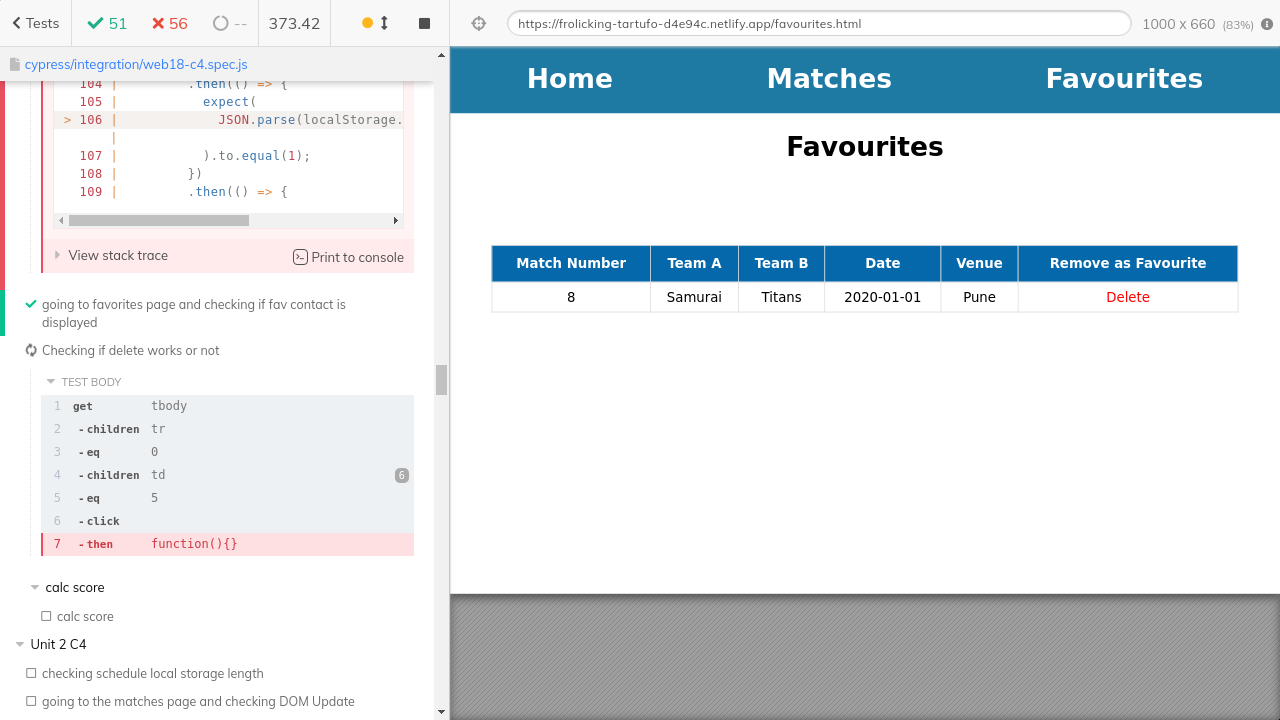 Tests
51
56
--
373.42
https://frolicking-tartufo-d4e94c.netlify.app/favourites.html
1000 x 660 (83%)
cypress/integration/web18-c4.spec.js
104 | .then(() => {
105 | expect(
> 106 | JSON.parse(localStorage.
|
107 | ).to.equal(1);
108 | })
109 | .then(() => {
View stack trace
Print to console
going to favorites page and checking if fav contact is
displayed
Checking if delete works or not
TEST BODY
1 get tbody
2 -children tr
3 -eq 0
4 -children td 6
5 -eq 5
6 -click
7 -then function(){}
calc score
calc score
Unit 2 C4
checking schedule local storage length
going to the matches page and checking DOM Update
Home Matches Favourites
Favourites
Match Number Team A Team B Date Venue Remove as Favourite
8 Samurai Titans 2020-01-01 Pune Delete